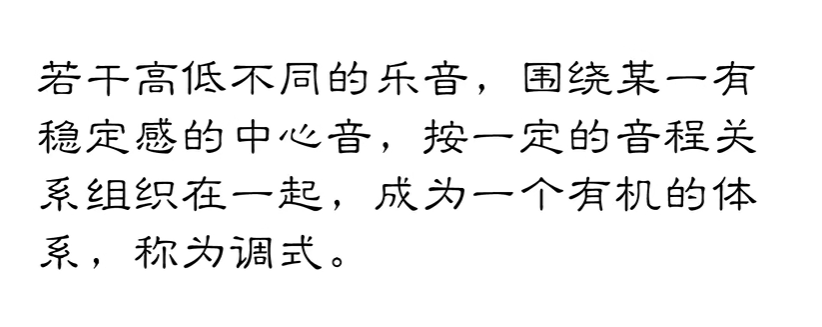 若干高低不同的乐音，围绕某一有
稳定感的中心音，按一定的音程关
系组织在一起，成为一个有机的体
系，称为调式。